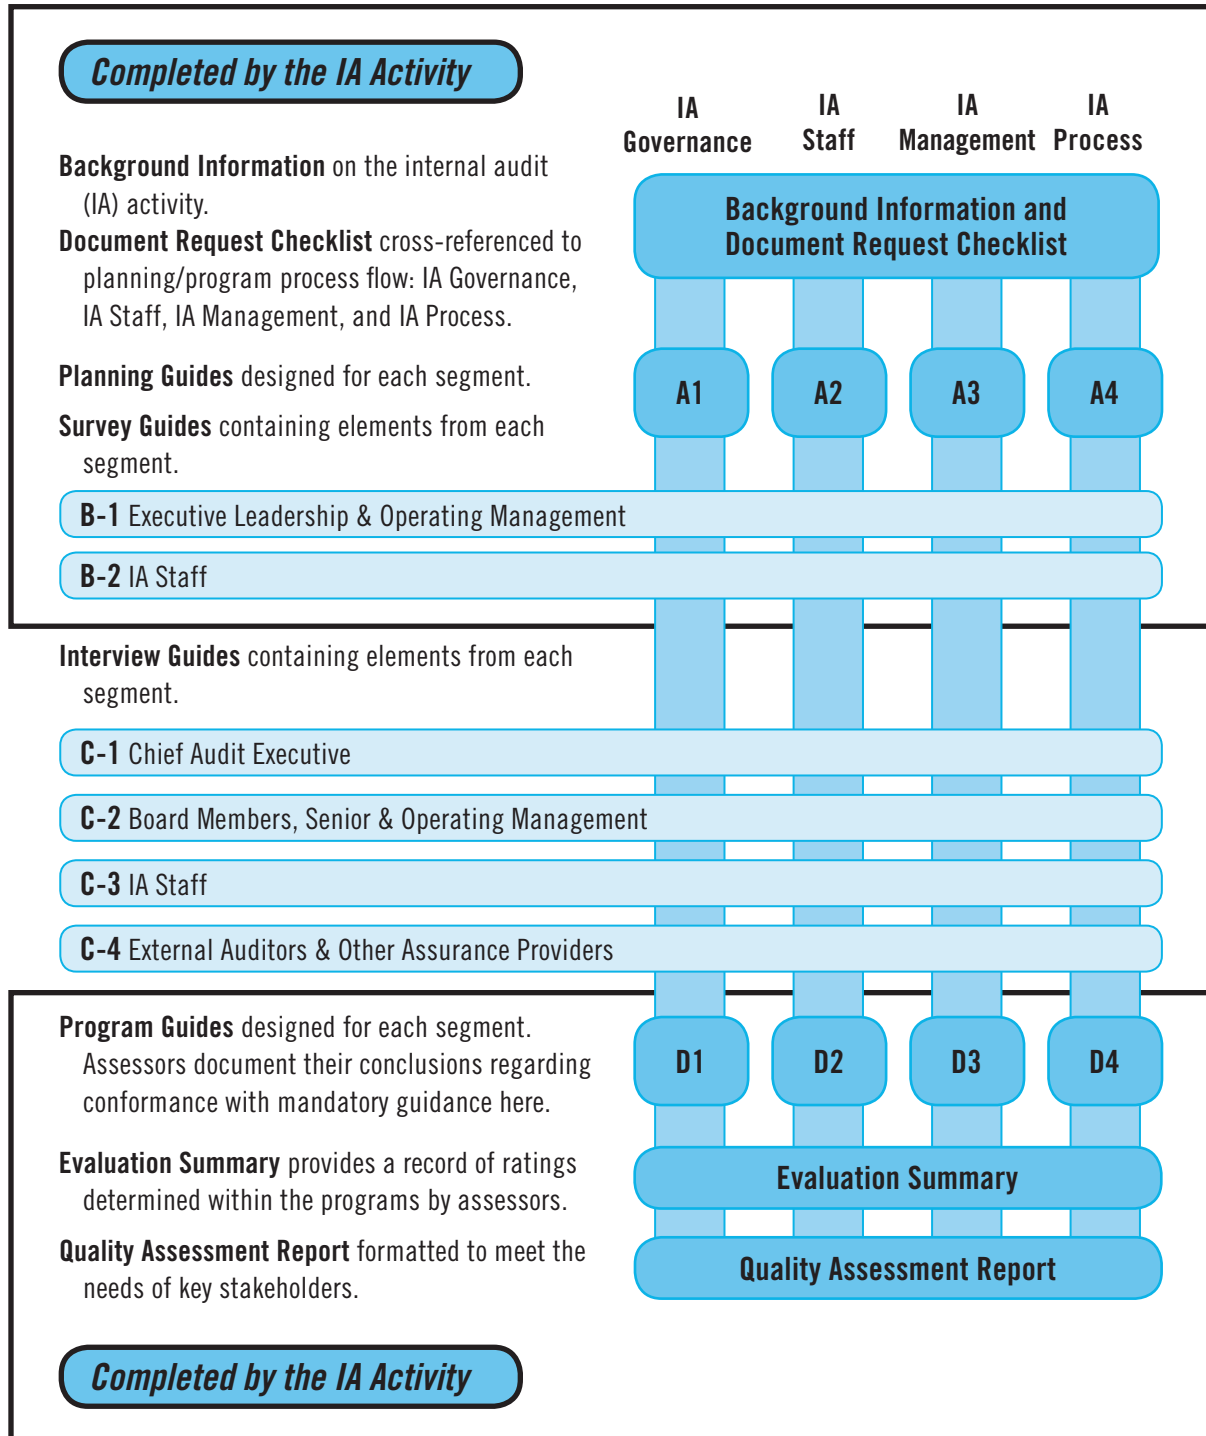 Completed by the IA Activity
IA Governance
IA Staff
IA Management
IA Process
Background Information on the internal audit
(IA) activity.
Document Request Checklist cross-referenced to
planning/program process flow: IA Governance,
IA Staff, IA Management, and IA Process.
Background Information and
Document Request Checklist
Planning Guides designed for each segment.
A1
A2
A3
A4
Survey Guides containing elements from each
segment.
B-1 Executive Leadership & Operating Management
B-2 IA Staff
Interview Guides containing elements from each
segment.
C-1 Chief Audit Executive
C-2 Board Members, Senior & Operating Management
C-3 IA Staff
C-4 External Auditors & Other Assurance Providers
Program Guides designed for each segment.
Assessors document their conclusions regarding
conformance with mandatory guidance here.
D1
D2
D3
D4
Evaluation Summary provides a record of ratings
determined within the programs by assessors.
Evaluation Summary
Quality Assessment Report formatted to meet the
needs of key stakeholders.
Quality Assessment Report
Completed by the IA Activity